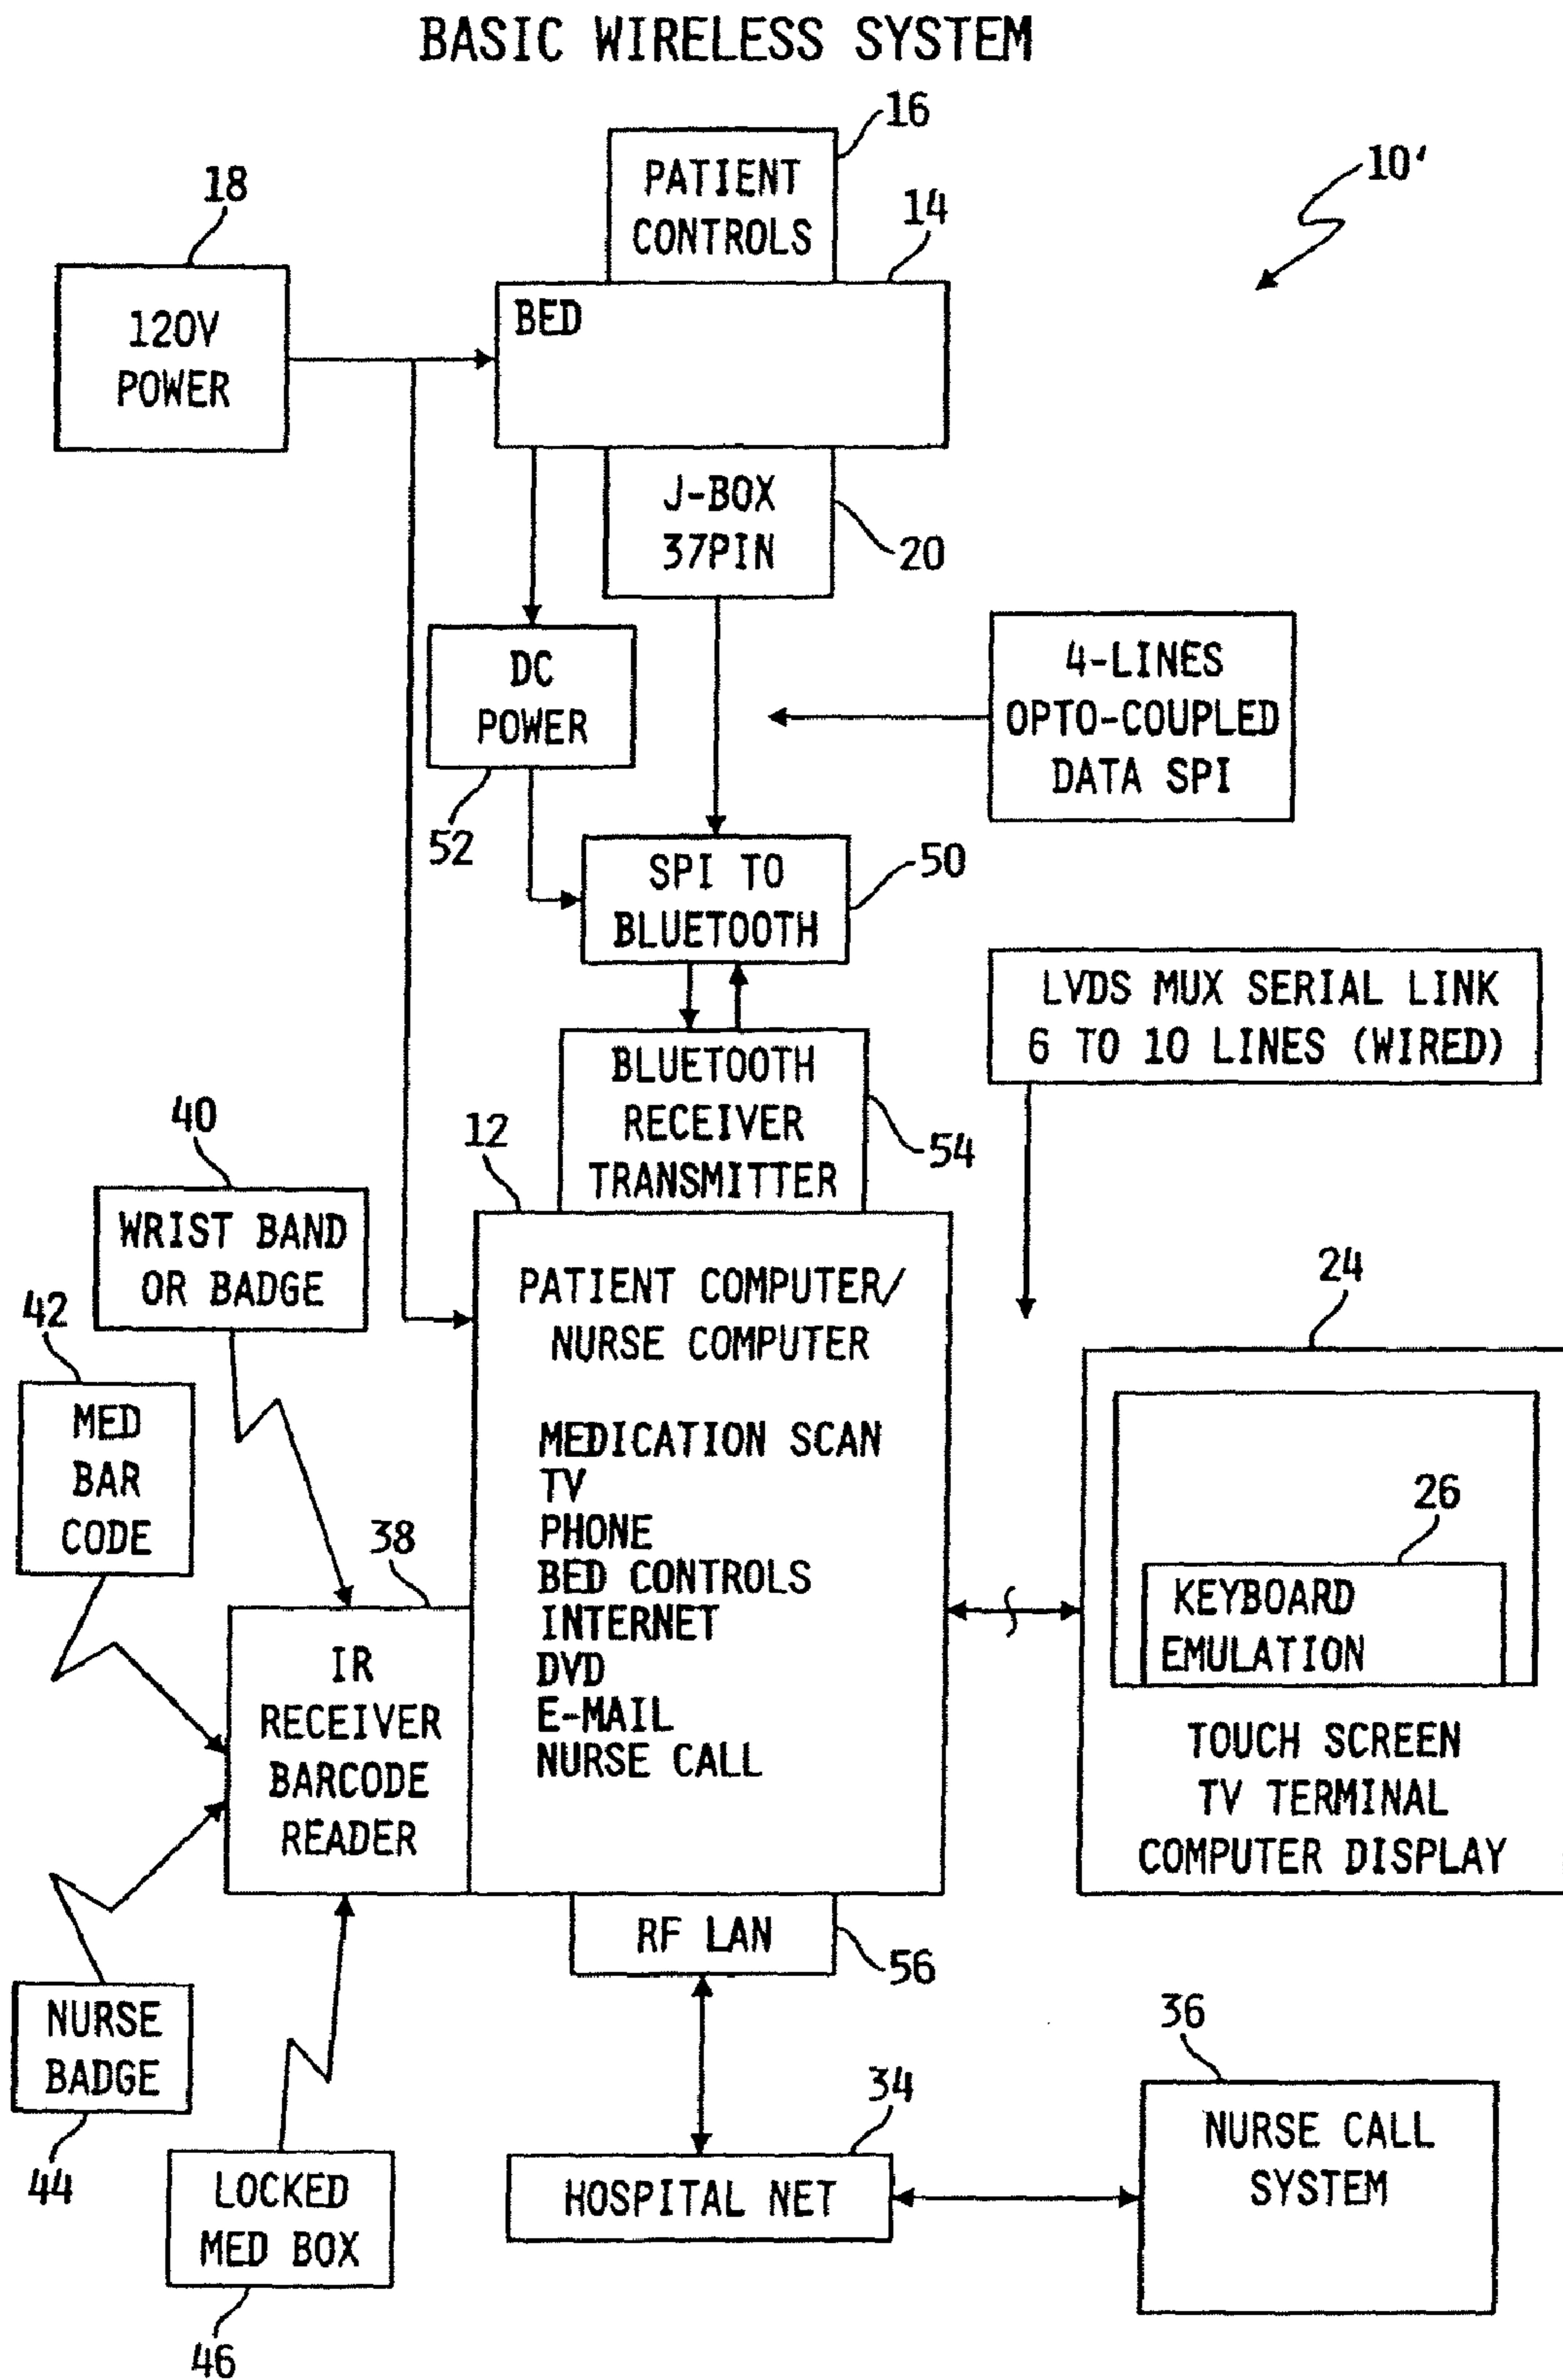 BASIC WIRELESS SYSTEM
16
PATIENT
CONTROLS
10'
18
14
120V
POWER
BED
J-BOX
37PIN
20
DC
POWER
52
4-LINES
OPTO-COUPLED
DATA SPI
SPI TO
BLUETOOTH
50
LVDS MUX SERIAL LINK
6 TO 10 LINES (WIRED)
BLUETOOTH
RECEIVER
TRANSMITTER
54
12
40
WRIST BAND
OR BADGE
42
MED
BAR
CODE
PATIENT COMPUTER/
NURSE COMPUTER
MEDICATION SCAN
TV
PHONE
BED CONTROLS
INTERNET
DVD
E-MAIL
NURSE CALL
24
26
KEYBOARD
EMULATION
TOUCH SCREEN
TV TERMINAL
COMPUTER DISPLAY
38
IR
RECEIVER
BARCODE
READER
RF LAN
56
NURSE
BADGE
44
LOCKED
MED BOX
46
34
HOSPITAL NET
36
NURSE CALL
SYSTEM